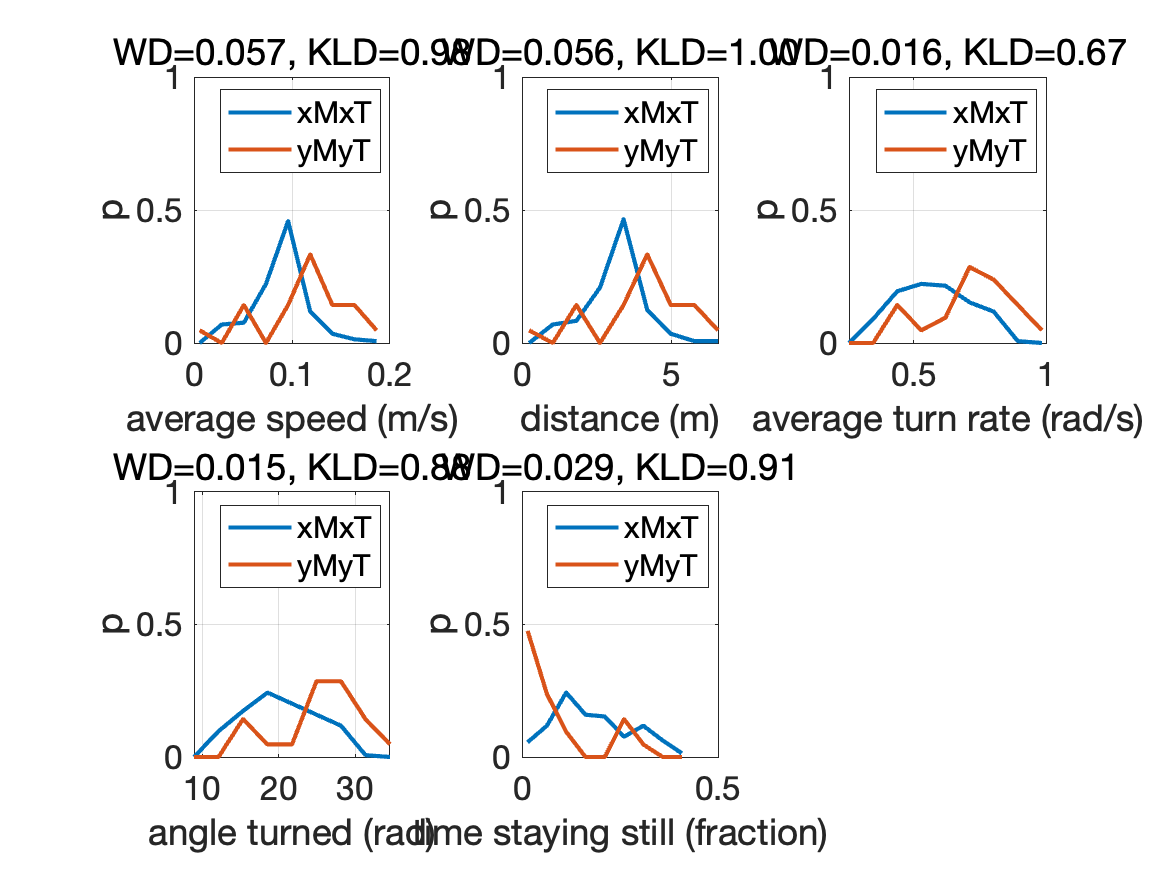 WD=0.057, KLD=0.98
WD=0.056, KLD=1.00
WD=0.016, KLD=0.67
1
xMxT
yMyT
p
0.5
0
0
0.1
0.2
average speed (m/s)
1
xMxT
yMyT
p
0.5
0
0
5
distance (m)
1
xMxT
yMyT
p
0.5
0
0.5
1
average turn rate (rad/s)
WD=0.015, KLD=0.88
WD=0.029, KLD=0.91
1
xMxT
yMyT
p
0.5
0
10
20
30
angle turned (rad)
1
xMxT
yMyT
p
0.5
0
0
0.5
time staying still (fraction)